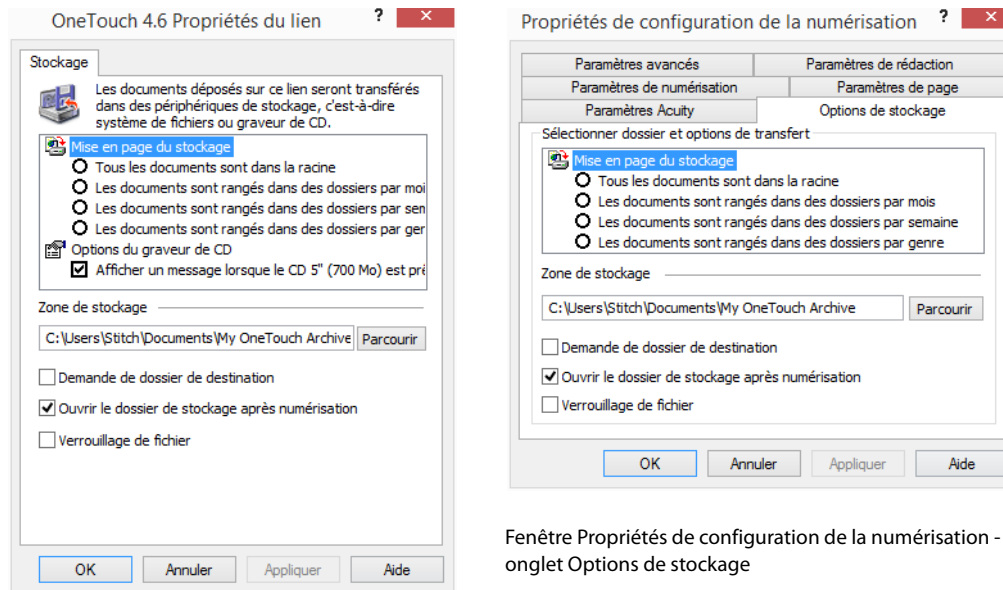 OneTouch 4.6 Propriétés du lien
Stockage
Les documents déposés sur ce lien seront transférés
dans des périphériques de stockage, c'est-à-dire
système de fichiers ou graveur de CD.
Mise en page du stockage
Tous les documents sont dans la racine
Les documents sont rangés dans des dossiers par moi
Les documents sont rangés dans des dossiers par sem
Les documents sont rangés dans des dossiers par ger
Options du graveur de CD
Afficher un message lorsque le CD 5" (700 Mo) est pré
Zone de stockage
C:\Users\Stitch\Documents\My OneTouch Archive
Parcourir
Demande de dossier de destination
Ouvrir le dossier de stockage après numérisation
Verrouillage de fichier
OK Annuler Appliquer Aide
Propriétés de configuration de la numérisation
Paramètres avancés Paramètres de rédaction
Paramètres de numérisation Paramètres de page
Paramètres Acuity Options de stockage
Sélectionner dossier et options de transfert
Mise en page du stockage
Tous les documents sont dans la racine
Les documents sont rangés dans des dossiers par mois
Les documents sont rangés dans des dossiers par semaine
Les documents sont rangés dans des dossiers par genre
Zone de stockage
C:\Users\Stitch\Documents\My OneTouch Archive
Parcourir
Demande de dossier de destination
Ouvrir le dossier de stockage après numérisation
Verrouillage de fichier
OK Annuler Appliquer Aide
Fenêtre Propriétés de configuration de la numérisation -
onglet Options de stockage